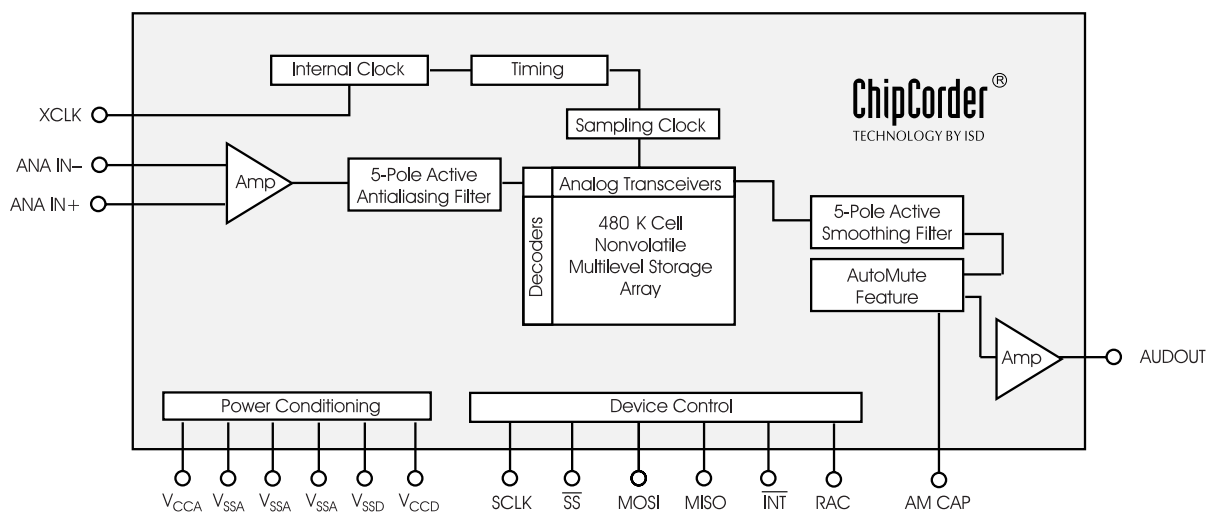 Internal Clock
Timing
ChipCorder®
TECHNOLOGY BY ISD
XCLK
Sampling Clock
ANA IN–
Amp
5-Pole Active
Antialiasing Filter
Analog Transceivers
ANA IN+
Decoders
480 K Cell
Nonvolatile
Multilevel Storage
Array
5-Pole Active
Smoothing Filter
AutoMute
Feature
Amp
AUDOUT
Power Conditioning
Device Control
VCCA
VSSA
VSSA
VSSA
VSSD
VCCD
SCLK
S̅S̅
MOSI
MISO
I̅N̅T̅
RAC
AM CAP